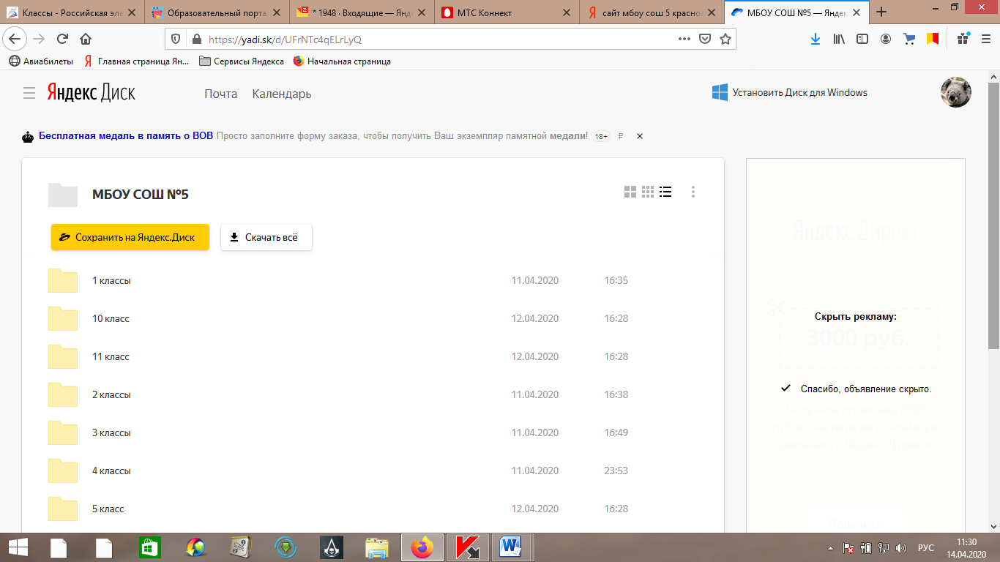 Классы - Российская эле
Образовательный порта
* 1948 · Входящие — Янде
МТС Коннект
сайт мбоу сош 5 краснод
МБОУ СОШ №5 — Яндек
https://yadi.sk/d/UFrNTc4qELrLyQ
Авиабилеты
Главная страница Ян...
Сервисы Яндекса
Начальная страница
Яндекс Диск
Почта
Календарь
Установить Диск для Windows
Бесплатная медаль в память о ВОВ Просто заполните форму заказа, чтобы получить Ваш экземпляр памятной медали! 18+ ₽
МБОУ СОШ №5
Сохранить на Яндекс.Диск
Скачать всё
1 классы 11.04.2020 16:35
10 класс 12.04.2020 16:28
11 класс 12.04.2020 16:28
2 классы 11.04.2020 16:38
3 классы 11.04.2020 16:49
4 классы 11.04.2020 23:53
5 класс 12.04.2020 16:28
Яндекс Директ
Скрыть рекламу:
3000 руб.
Спасибо, объявление скрыто.
Получить
РУС
11:30
14.04.2020